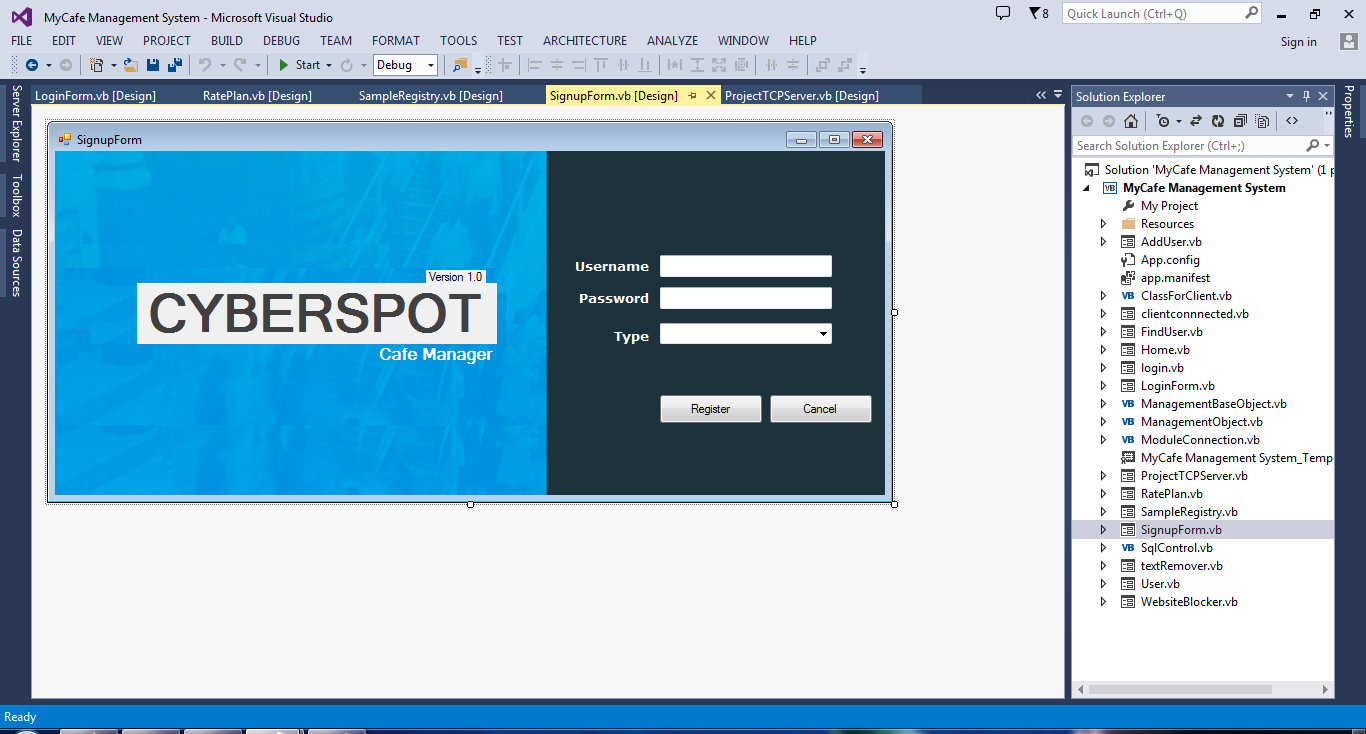 MyCafe Management System - Microsoft Visual Studio
8
Quick Launch (Ctrl+Q)
FILE EDIT VIEW PROJECT BUILD DEBUG TEAM FORMAT TOOLS TEST ARCHITECTURE ANALYZE WINDOW HELP
Sign in
Start Debug
Server Explorer
Toolbox
Data Sources
LoginForm.vb [Design] RatePlan.vb [Design] SampleRegistry.vb [Design] SignupForm.vb [Design] ProjectTCPServer.vb [Design]
SignupForm
Version 1.0
CYBERSPOT
Cafe Manager
Username
Password
Type
Register Cancel
Solution Explorer
Search Solution Explorer (Ctrl+;)
Solution 'MyCafe Management System' (1 p
VB MyCafe Management System
My Project
Resources
AddUser.vb
App.config
app.manifest
VB ClassForClient.vb
clientconnnected.vb
FindUser.vb
Home.vb
login.vb
LoginForm.vb
VB ManagementBaseObject.vb
VB ManagementObject.vb
VB ModuleConnection.vb
MyCafe Management System_Temp
ProjectTCPServer.vb
RatePlan.vb
SampleRegistry.vb
SignupForm.vb
VB SqlControl.vb
textRemover.vb
User.vb
WebsiteBlocker.vb
Properties
Ready